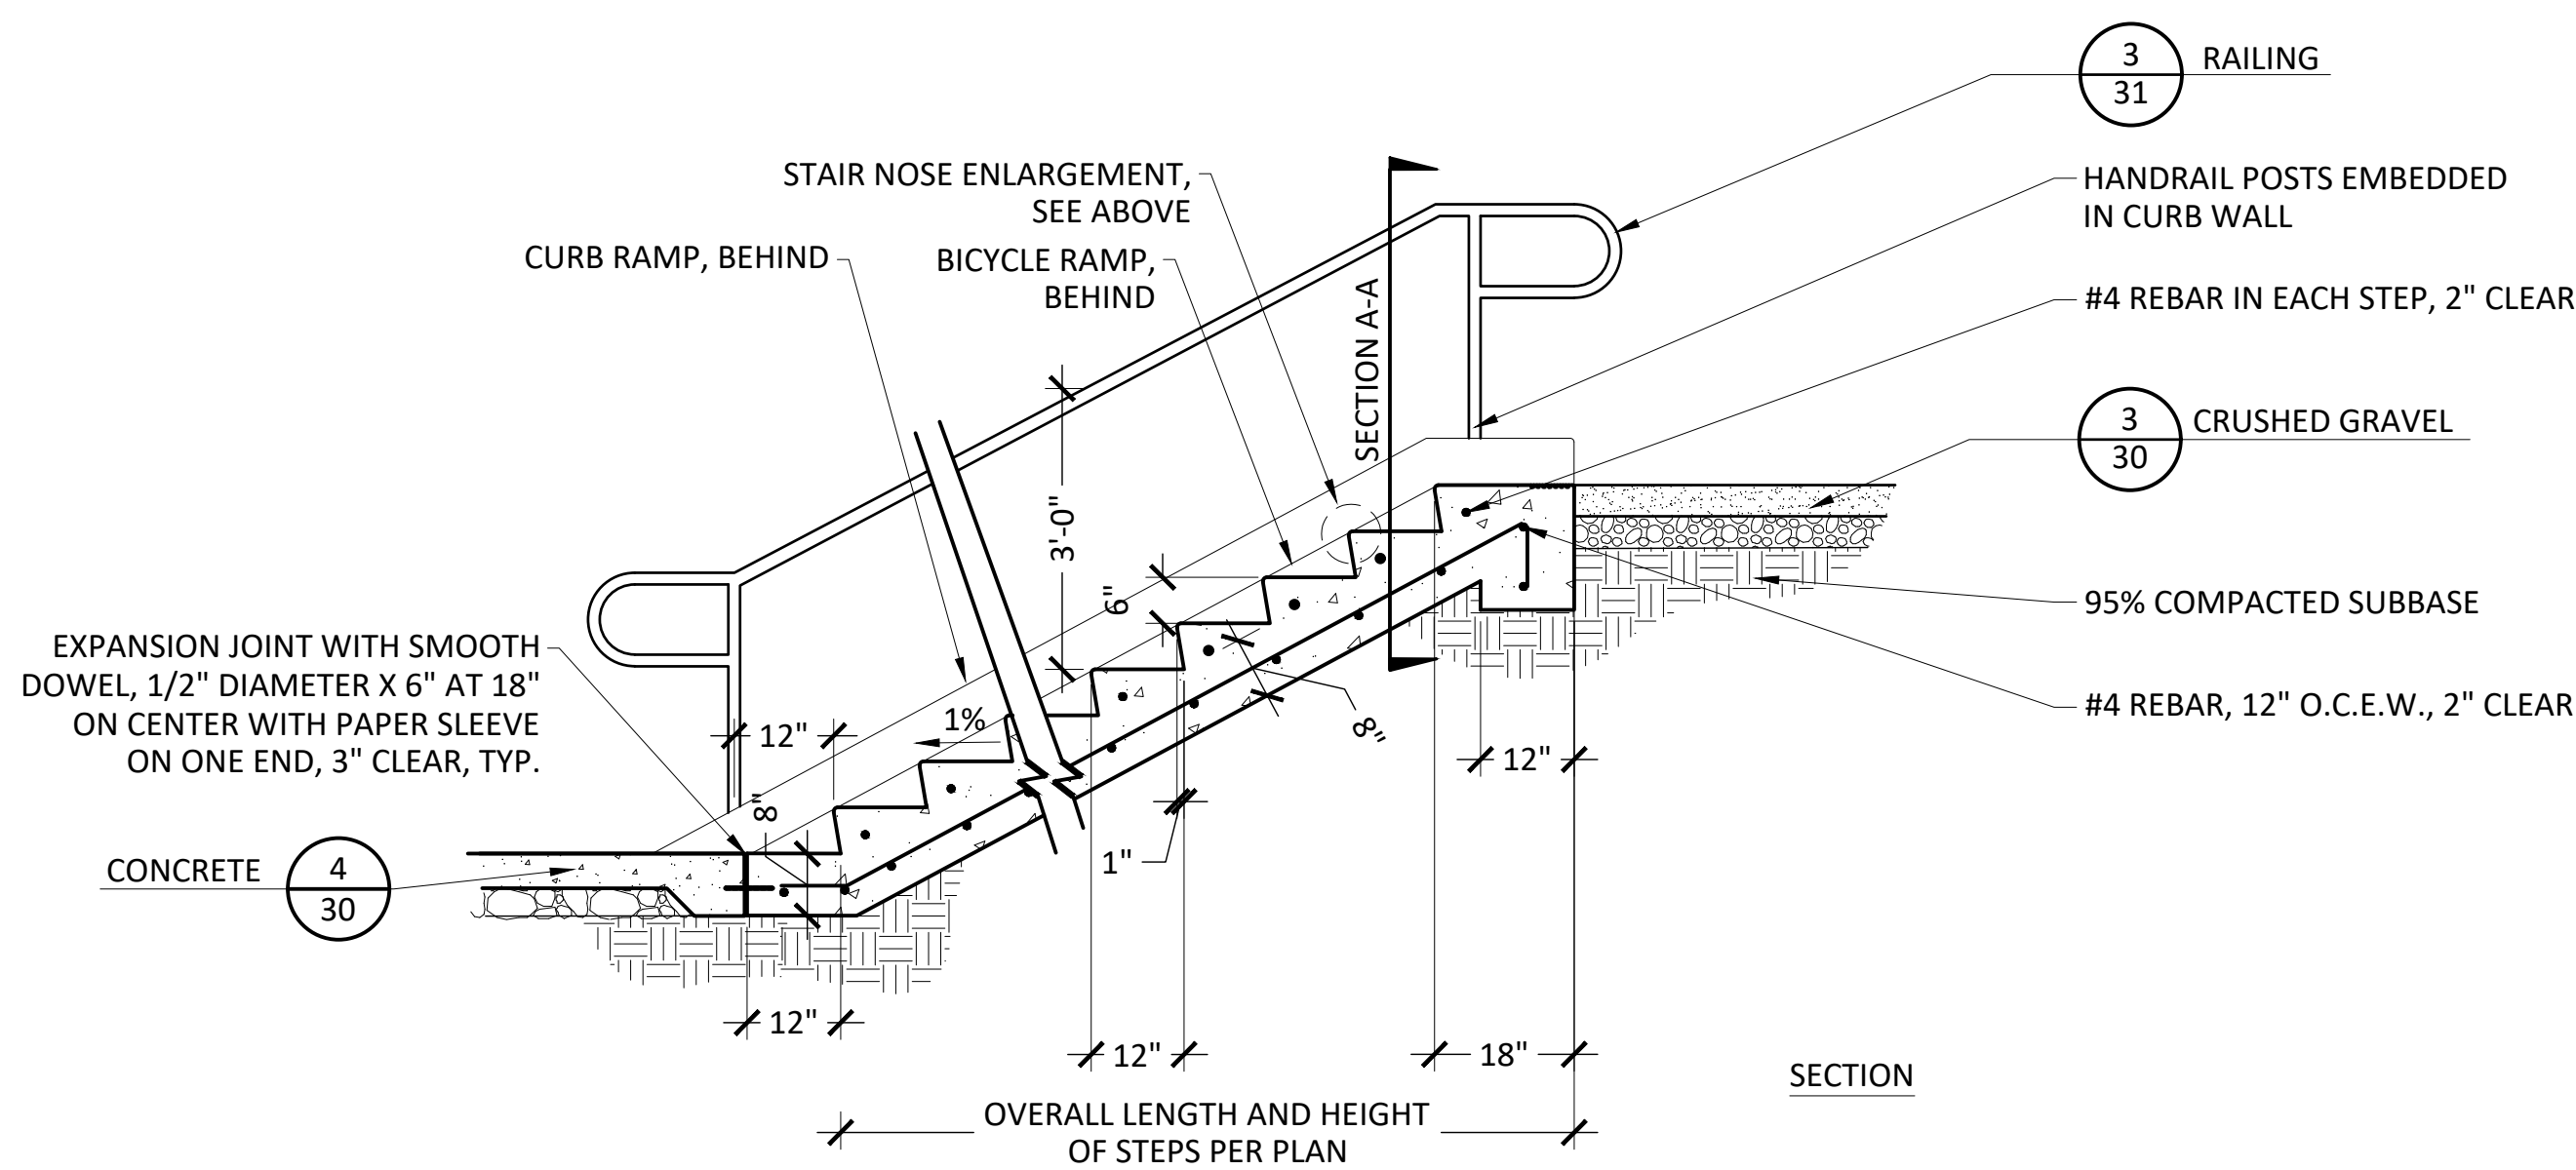 3
31
RAILING
STAIR NOSE ENLARGEMENT,
SEE ABOVE
HANDRAIL POSTS EMBEDDED
IN CURB WALL
CURB RAMP, BEHIND
BICYCLE RAMP,
BEHIND
SECTION A-A
#4 REBAR IN EACH STEP, 2" CLEAR
3
30
CRUSHED GRAVEL
3'-0"
6"
95% COMPACTED SUBBASE
EXPANSION JOINT WITH SMOOTH
DOWEL, 1/2" DIAMETER X 6" AT 18"
ON CENTER WITH PAPER SLEEVE
ON ONE END, 3" CLEAR, TYP.
12"
1%
8"
12"
#4 REBAR, 12" O.C.E.W., 2" CLEAR
8"
1"
CONCRETE
4
30
12"
12"
18"
SECTION
OVERALL LENGTH AND HEIGHT
OF STEPS PER PLAN